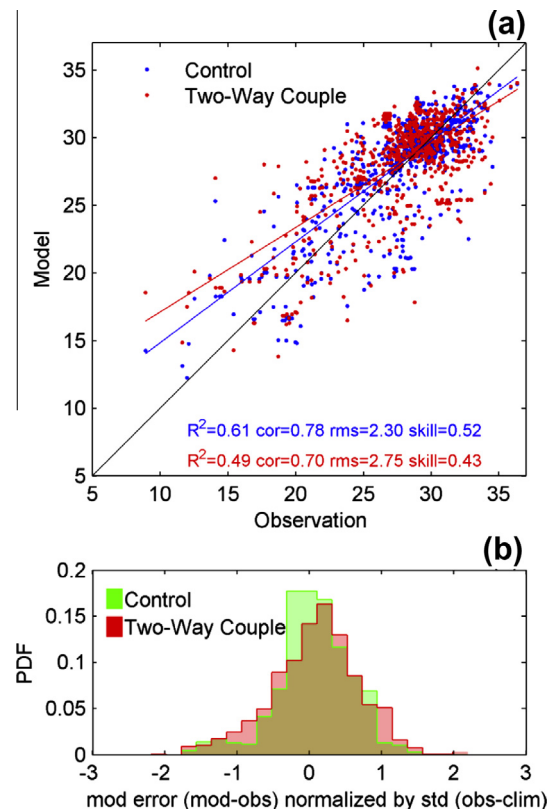 (a)
Control
Two-Way Couple
35
30
25
20
15
10
5
Model
R²=0.61 cor=0.78 rms=2.30 skill=0.52
R²=0.49 cor=0.70 rms=2.75 skill=0.43
5 10 15 20 25 30 35
Observation
(b)
0.2
0.15
0.1
0.05
0
PDF
Control
Two-Way Couple
-3 -2 -1 0 1 2 3
mod error (mod-obs) normalized by std (obs-clim)